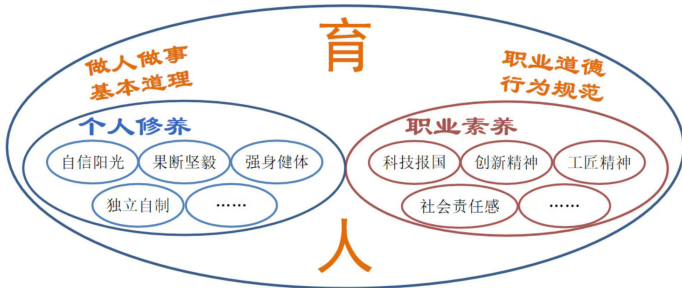 育
做人做事
基本道理
职业道德
行为规范
个人修养
职业素养
自信阳光
果断坚毅
强身健体
科技报国
创新精神
工匠精神
独立自制
……
社会责任感
……
人